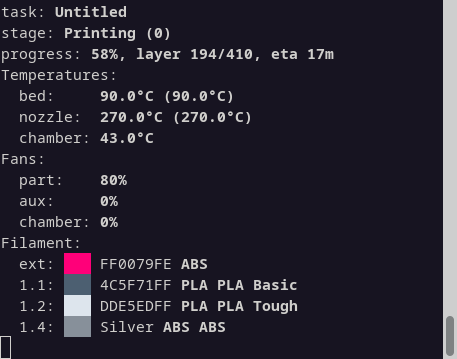 task: Untitled
stage: Printing (0)
progress: 58%, layer 194/410, eta 17m
Temperatures:
bed: 90.0°C (90.0°C)
nozzle: 270.0°C (270.0°C)
chamber: 43.0°C
Fans:
part: 80%
aux: 0%
chamber: 0%
Filament:
ext: FF0079FE ABS
1.1: 4C5F71FF PLA PLA Basic
1.2: DDE5EDFF PLA PLA Tough
1.4: Silver ABS ABS